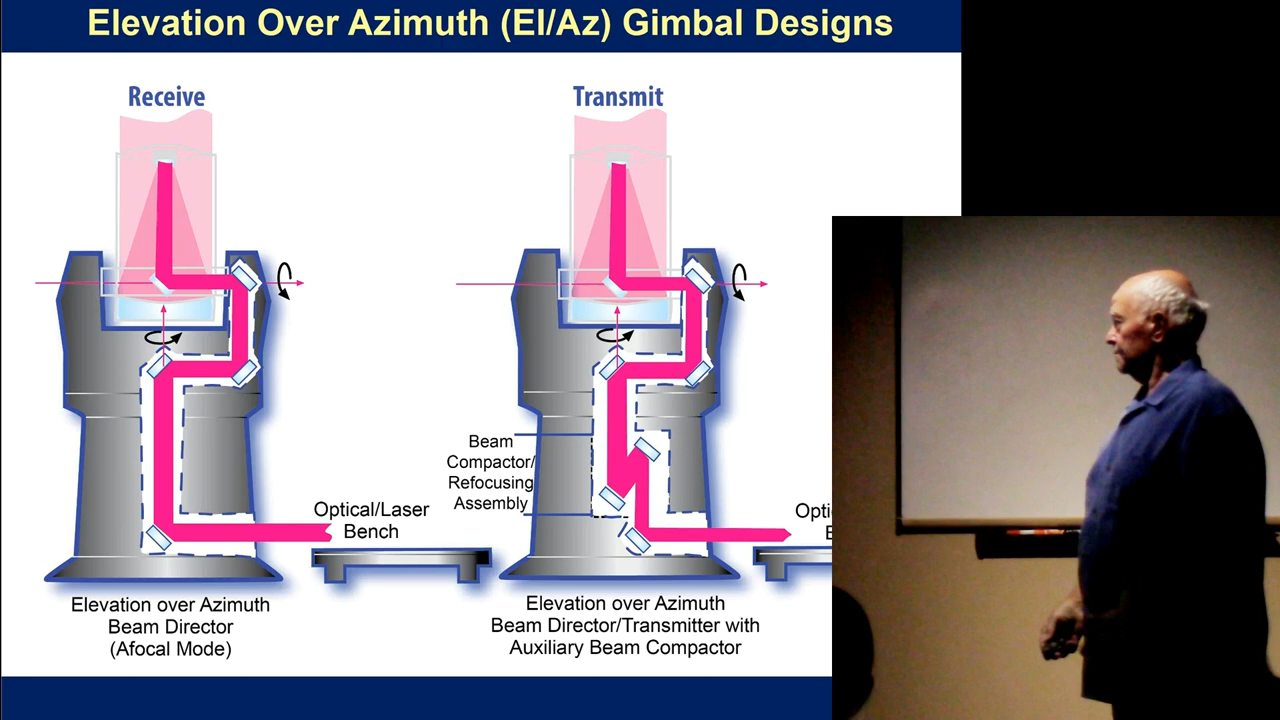 Elevation Over Azimuth (El/Az) Gimbal Designs
Receive
Optical/Laser
Bench
Elevation over Azimuth
Beam Director
(Afocal Mode)
Transmit
Beam
Compactor/
Refocusing
Assembly
Elevation over Azimuth
Beam Director/Transmitter with
Auxiliary Beam Compactor